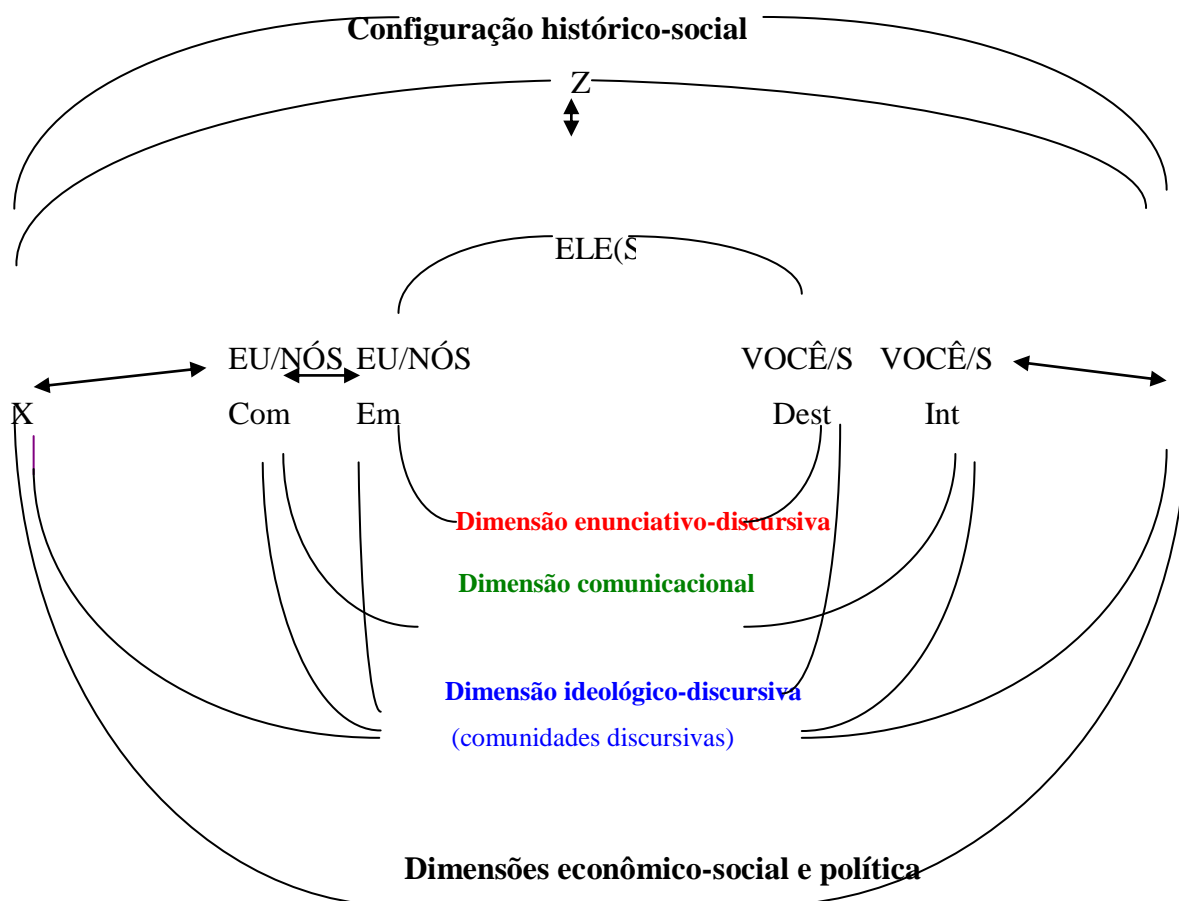 Configuração histórico-social
Z
ELE(S
EU/NÓS EU/NÓS VOCÊ/S VOCÊ/S
X Com Em Dest Int
Dimensão enunciativo-discursiva
Dimensão comunicacional
Dimensão ideológico-discursiva
(comunidades discursivas)
Dimensões econômico-social e política